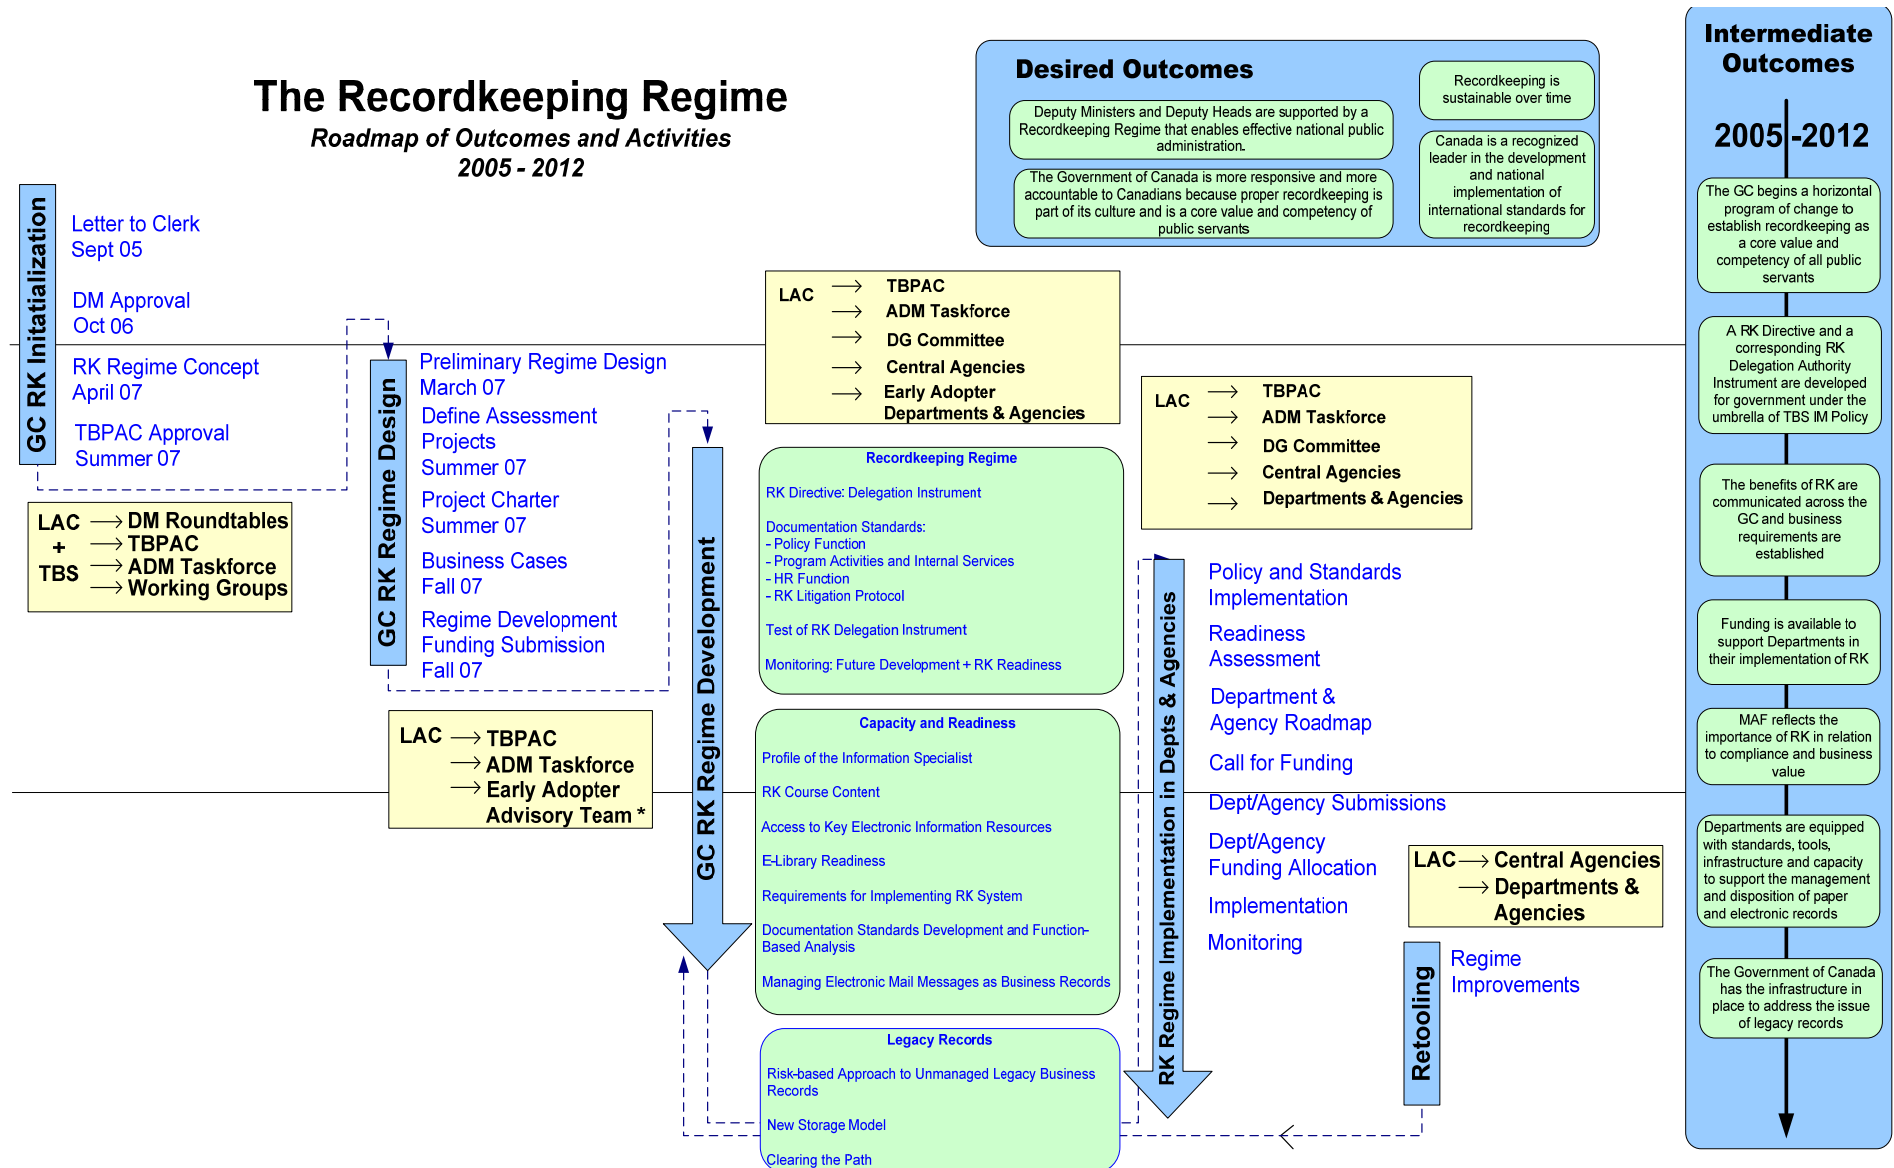 The Recordkeeping Regime
Roadmap of Outcomes and Activities
2005 - 2012
Desired Outcomes
Deputy Ministers and Deputy Heads are supported by a
Recordkeeping Regime that enables effective national public
administration.
The Government of Canada is more responsive and more
accountable to Canadians because proper recordkeeping is
part of its culture and is a core value and competency of
public servants
Recordkeeping is
sustainable over time
Canada is a recognized
leader in the development
and national
implementation of
international standards for
recordkeeping
GC RK Initialization
Letter to Clerk
Sept 05
DM Approval
Oct 06
RK Regime Concept
April 07
TBPAC Approval
Summer 07
LAC
+
TBS
DM Roundtables
TBPAC
ADM Taskforce
Working Groups
GC RK Regime Design
Preliminary Regime Design
March 07
Define Assessment
Projects
Summer 07
Project Charter
Summer 07
Business Cases
Fall 07
Regime Development
Funding Submission
Fall 07
LAC
TBPAC
ADM Taskforce
Early Adopter
Advisory Team *
GC RK Regime Development
LAC
TBPAC
ADM Taskforce
DG Committee
Central Agencies
Early Adopter
Departments & Agencies
Recordkeeping Regime
RK Directive: Delegation Instrument
Documentation Standards:
- Policy Function
- Program Activities and Internal Services
- HR Function
- RK Litigation Protocol
Test of RK Delegation Instrument
Monitoring: Future Development + RK Readiness
Capacity and Readiness
Profile of the Information Specialist
RK Course Content
Access to Key Electronic Information Resources
E-Library Readiness
Requirements for Implementing RK System
Documentation Standards Development and Function-
Based Analysis
Managing Electronic Mail Messages as Business Records
Legacy Records
Risk-based Approach to Unmanaged Legacy Business
Records
New Storage Model
Clearing the Path
LAC
TBPAC
ADM Taskforce
DG Committee
Central Agencies
Departments & Agencies
RK Regime Implementation in Depts & Agencies
Policy and Standards
Implementation
Readiness
Assessment
Department &
Agency Roadmap
Call for Funding
Dept/Agency Submissions
Dept/Agency
Funding Allocation
Implementation
Monitoring
LAC
Central Agencies
Departments &
Agencies
Retooling
Regime
Improvements
Intermediate
Outcomes
2005-2012
The GC begins a horizontal
program of change to
establish recordkeeping as
a core value and
competency of all public
servants
A RK Directive and a
corresponding RK
Delegation Authority
Instrument are developed
for government under the
umbrella of TBS IM Policy
The benefits of RK are
communicated across the
GC and business
requirements are
established
Funding is available to
support Departments in
their implementation of RK
MAF reflects the
importance of RK in relation
to compliance and business
value
Departments are equipped
with standards, tools,
infrastructure and capacity
to support the management
and disposition of paper
and electronic records
The Government of Canada
has the infrastructure in
place to address the issue
of legacy records